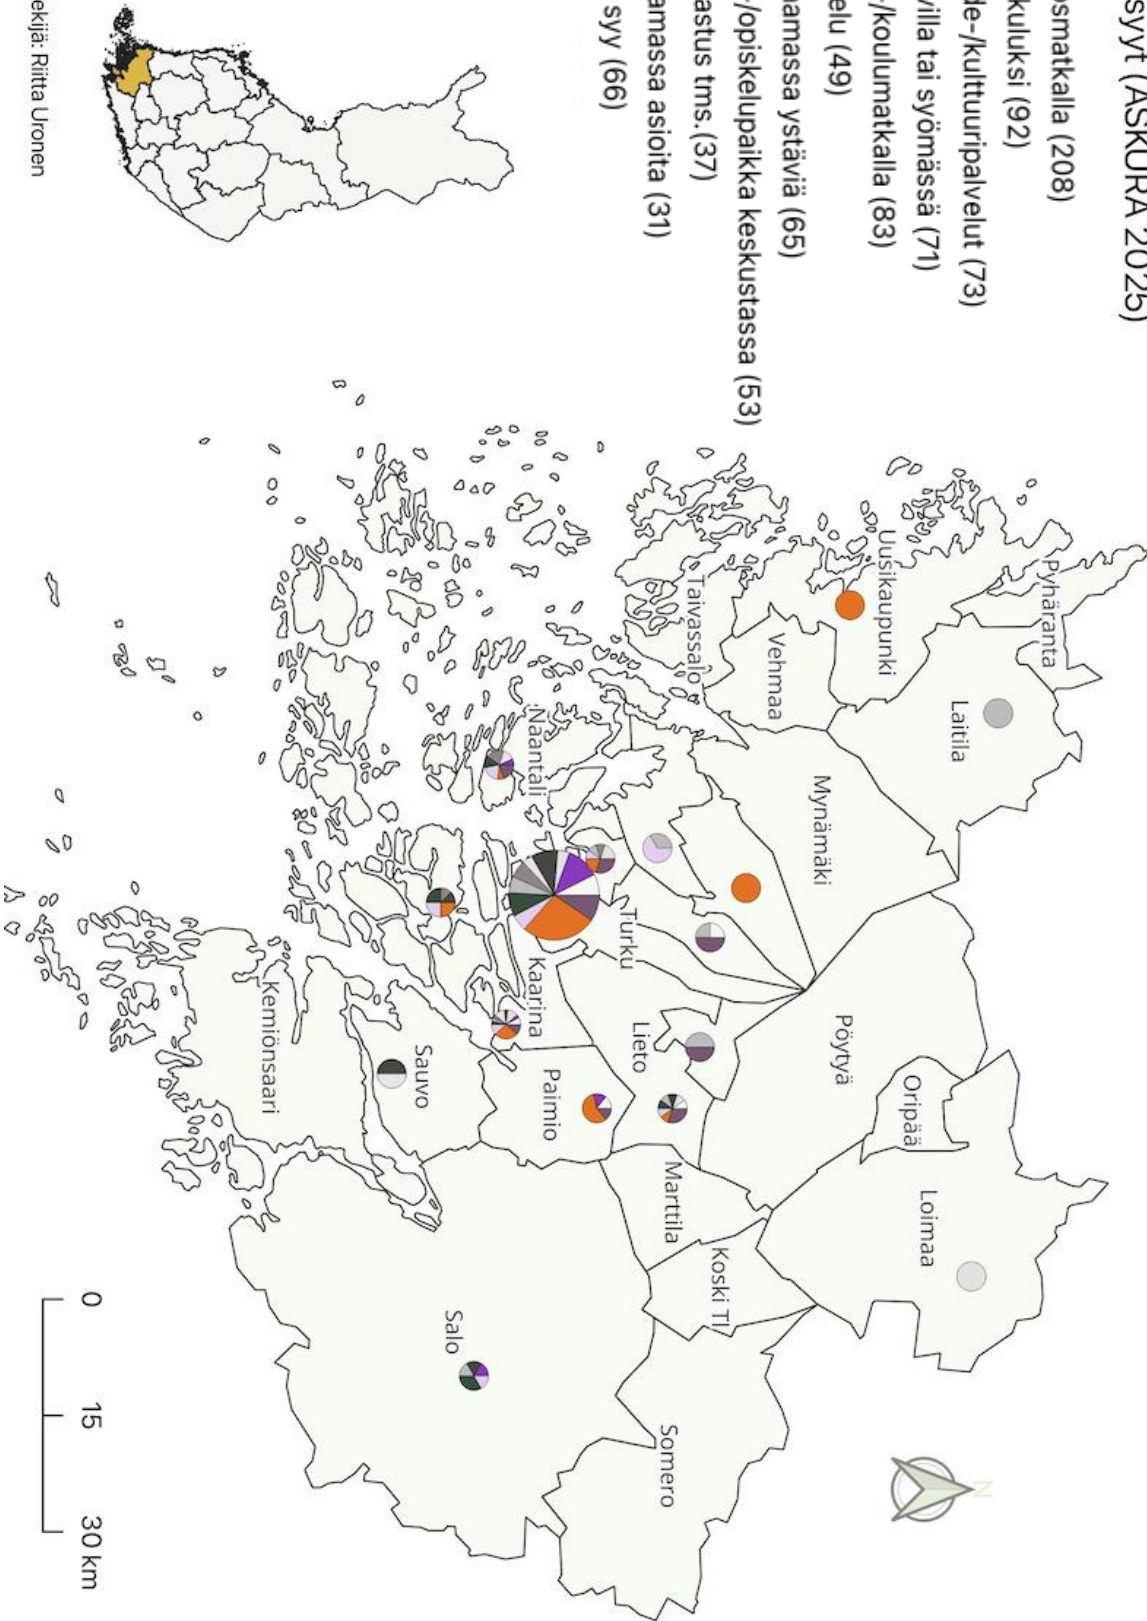 syyt (ASKURA 2025)
osmatkalla (208)
kuluksi (92)
de-/kulttuuripalvelut (73)
villa tai syömässä (71)
-/koulumatkalla (83)
elu (49)
aamassa ystäviä (65)
-/opiskelupaikka keskustassa (53)
astus tms.(37)
amassa asioita (31)
syy (66)
ekijä: Riitta Uronen
Pyhäranta
Laitila
Uusikaupunki
Vehmaa
Taivassalo
Mynämäki
Naantali
Turku
Kaarina
Lieto
Pöytyä
Oripää
Loimaa
Paimio
Sauvo
Kemiönsaari
Marttila
Koski Tl
Salo
Somero
N
0 15 30 km